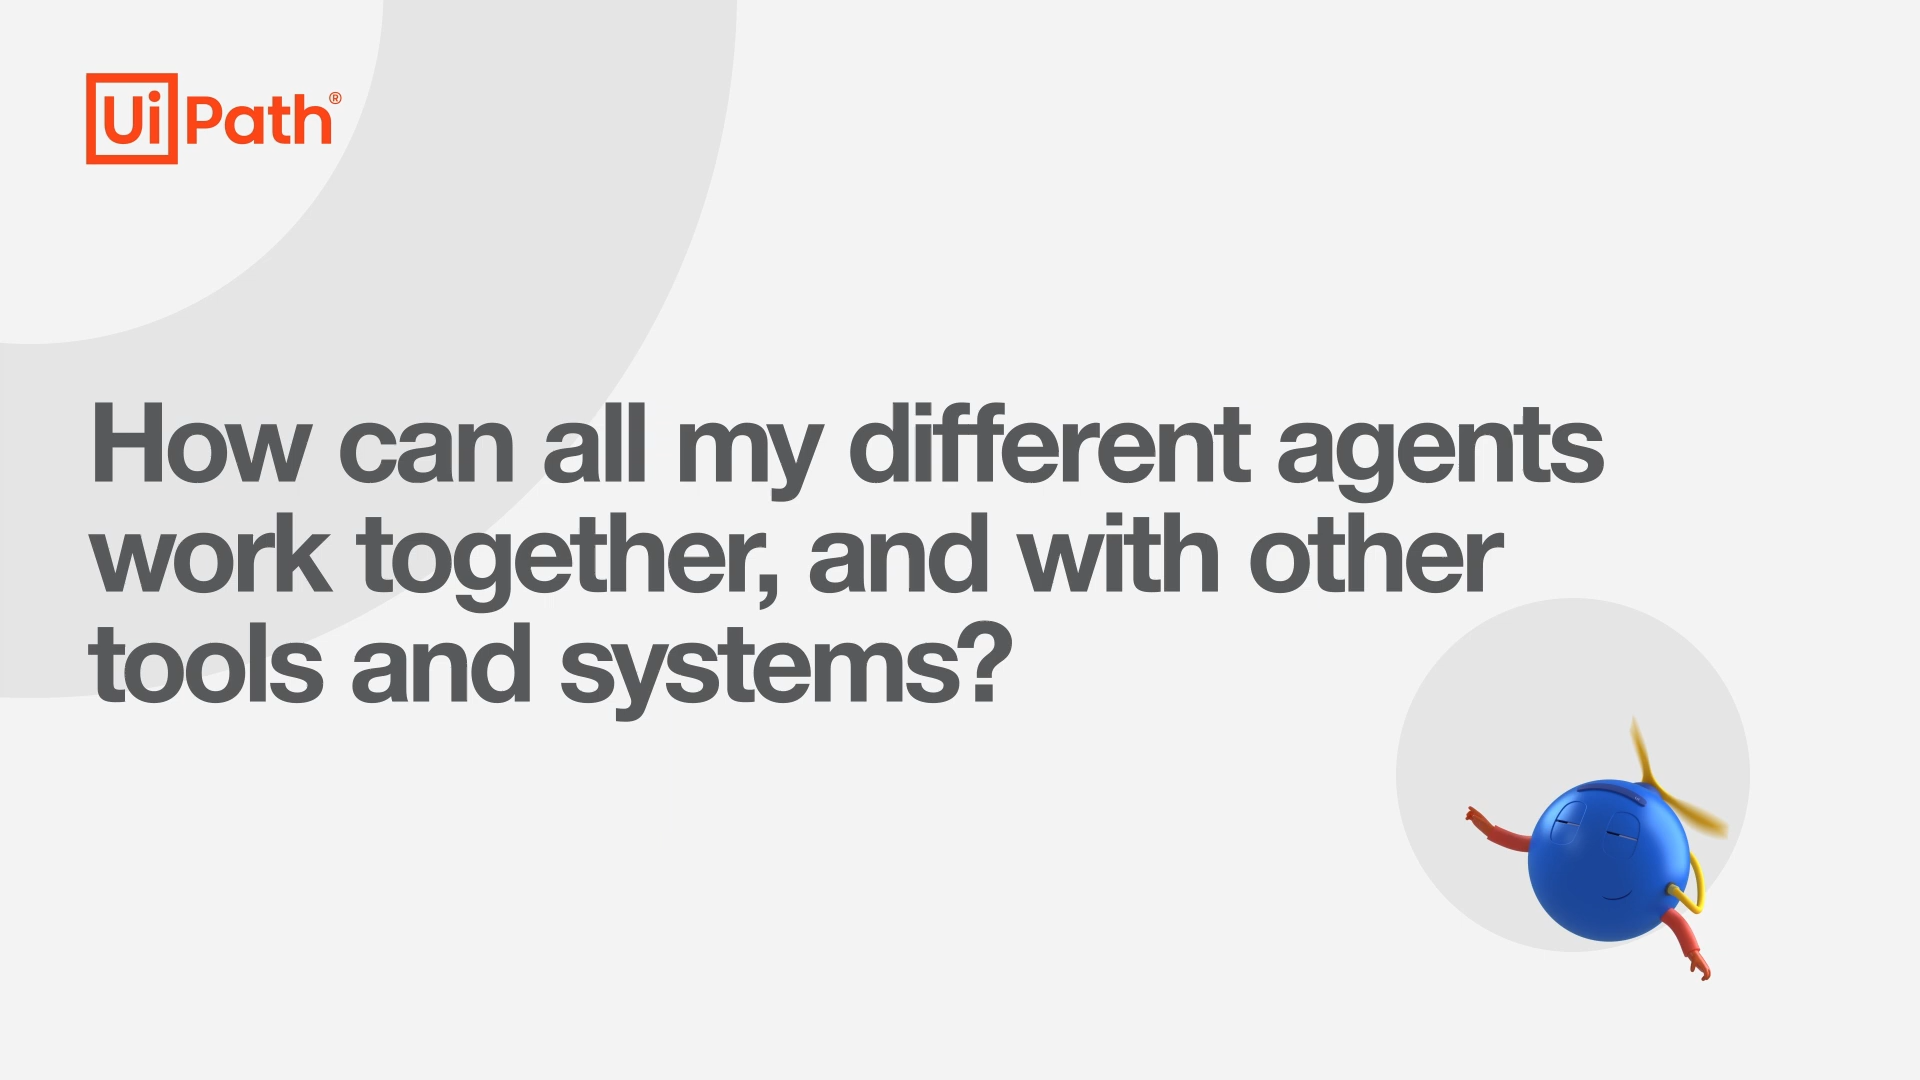 UiPath®
How can all my different agents
work together, and with other
tools and systems?